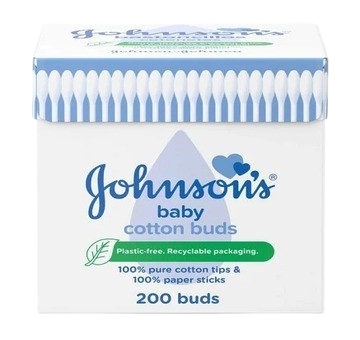 Johnson's®
baby
cotton buds
Plastic-free. Recyclable packaging.
100% pure cotton tips &
100% paper sticks
200 buds